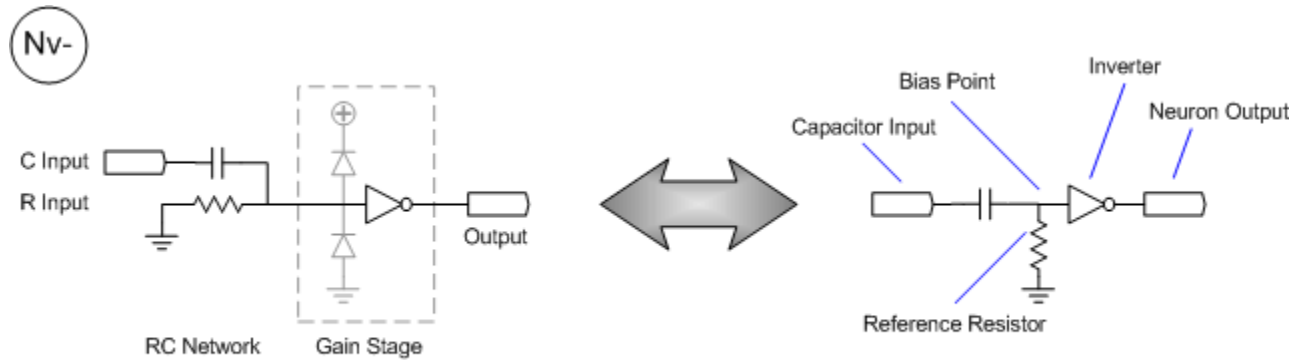 Nv-
C Input
R Input
Output
RC Network
Gain Stage
Capacitor Input
Bias Point
Inverter
Neuron Output
Reference Resistor